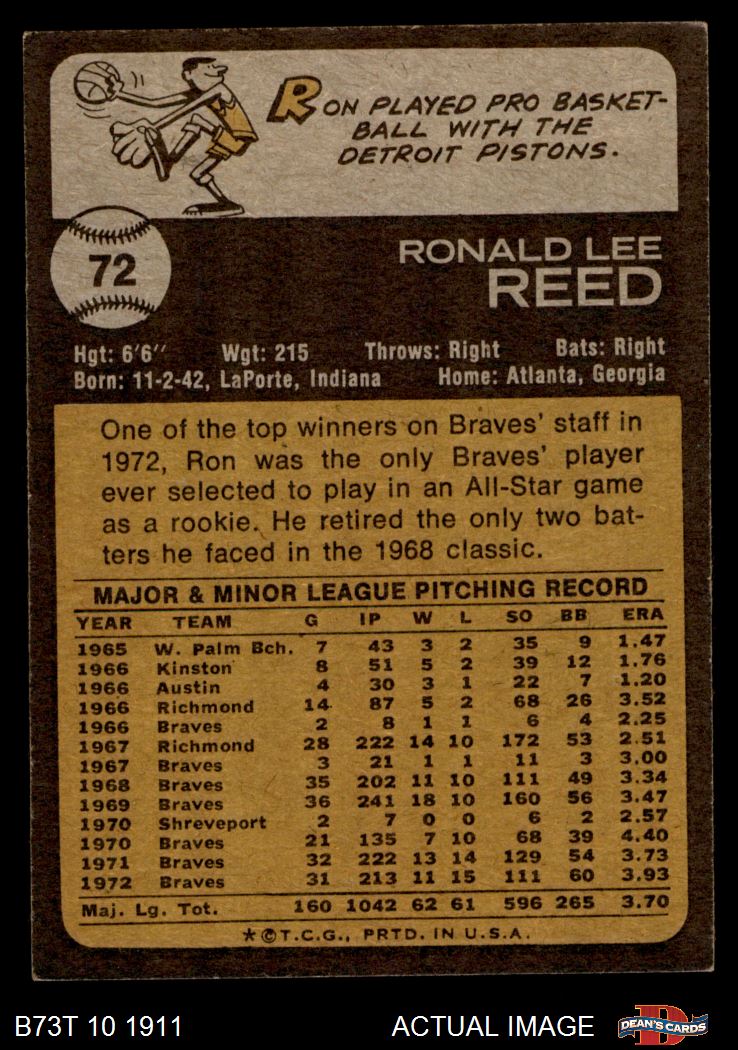 RON PLAYED PRO BASKET-
BALL WITH THE
DETROIT PISTONS.
72
RONALD LEE
REED
Hgt: 6'6" Wgt: 215 Throws: Right Bats: Right
Born: 11-2-42, LaPorte, Indiana Home: Atlanta, Georgia
One of the top winners on Braves' staff in
1972, Ron was the only Braves' player
ever selected to play in an All-Star game
as a rookie. He retired the only two bat-
ters he faced in the 1968 classic.
MAJOR & MINOR LEAGUE PITCHING RECORD
YEAR TEAM G IP W L SO BB ERA
1965 W. Palm Bch. 7 43 3 2 35 9 1.47
1966 Kinston 8 51 5 2 39 12 1.76
1966 Austin 4 30 3 1 22 7 1.20
1966 Richmond 14 87 5 2 68 26 3.52
1966 Braves 2 8 1 1 6 4 2.25
1967 Richmond 28 222 14 10 172 53 2.51
1967 Braves 3 21 1 1 11 3 3.00
1968 Braves 35 202 11 10 111 49 3.34
1969 Braves 36 241 18 10 160 56 3.47
1970 Shreveport 2 7 0 0 6 2 2.57
1970 Braves 21 135 7 10 68 39 4.40
1971 Braves 32 222 13 14 129 54 3.73
1972 Braves 31 213 11 15 111 60 3.93
Maj. Lg. Tot. 160 1042 62 61 596 265 3.70
*©T.C.G., PRTD. IN U.S.A.
B73T 10 1911 ACTUAL IMAGE D DEAN'S CARDS